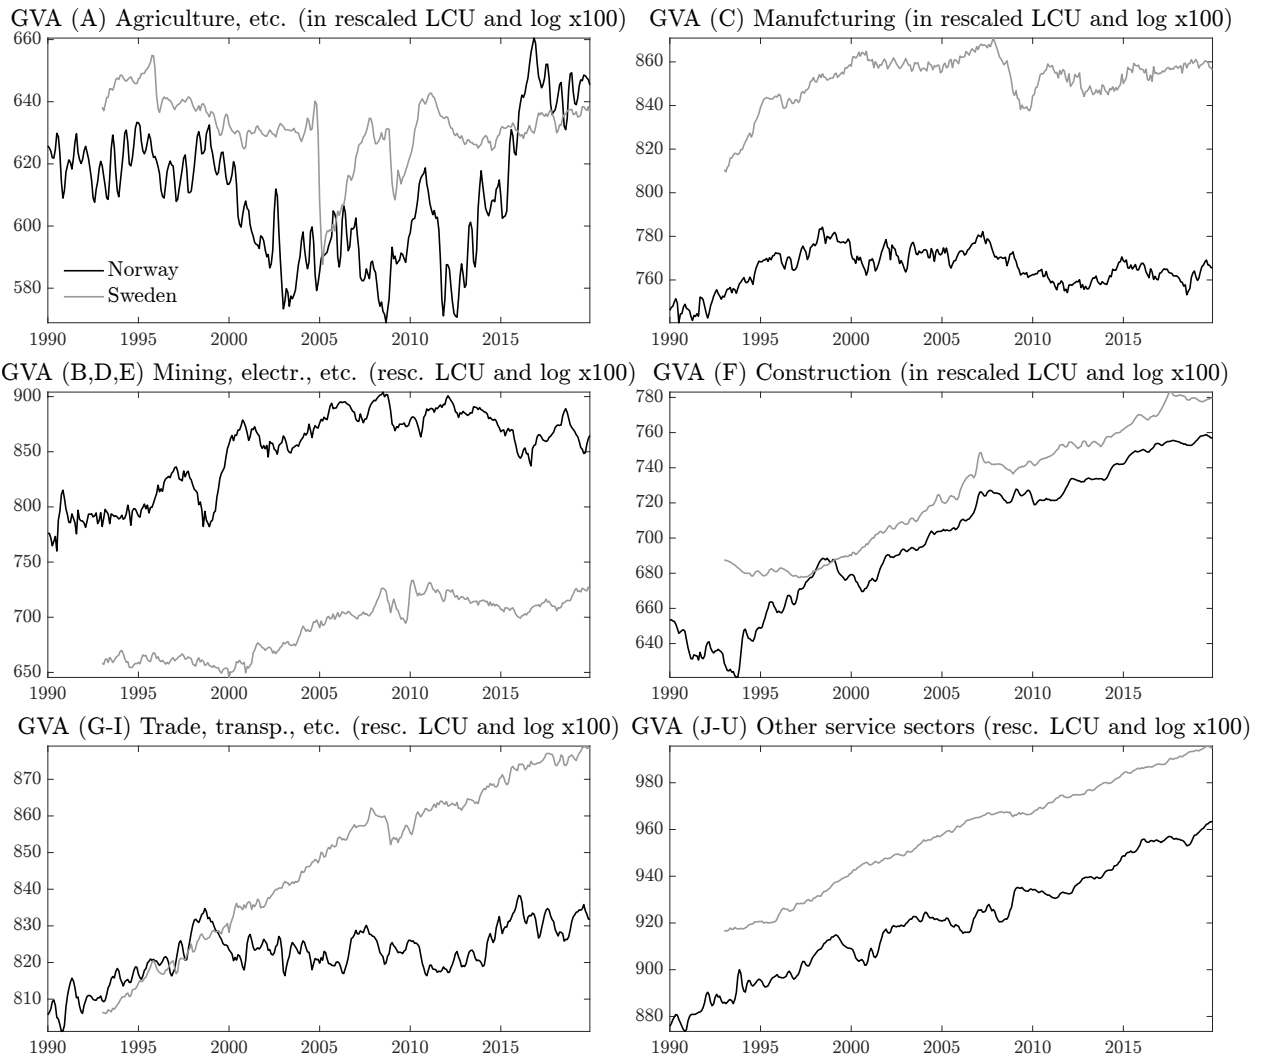 GVA (A) Agriculture, etc. (in rescaled LCU and log x100)
660
640
620
600
580
Norway
Sweden
1990 1995 2000 2005 2010 2015
GVA (C) Manufcturing (in rescaled LCU and log x100)
860
840
820
800
780
760
1990 1995 2000 2005 2010 2015
GVA (B,D,E) Mining, electr., etc. (resc. LCU and log x100)
900
850
800
750
700
650
1990 1995 2000 2005 2010 2015
GVA (F) Construction (in rescaled LCU and log x100)
780
760
740
720
700
680
660
640
1990 1995 2000 2005 2010 2015
GVA (G-I) Trade, transp., etc. (resc. LCU and log x100)
870
860
850
840
830
820
810
1990 1995 2000 2005 2010 2015
GVA (J-U) Other service sectors (resc. LCU and log x100)
980
960
940
920
900
880
1990 1995 2000 2005 2010 2015